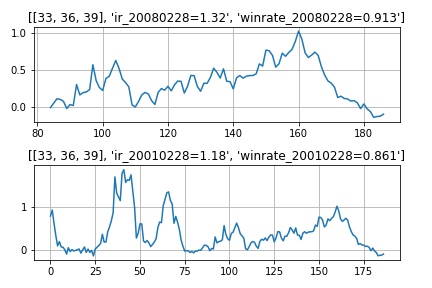 [[33, 36, 39], 'ir_20080228=1.32', 'winrate_20080228=0.913']
1.0
0.5
0.0
80 100 120 140 160 180
[[33, 36, 39], 'ir_20010228=1.18', 'winrate_20010228=0.861']
1
0
0 25 50 75 100 125 150 175